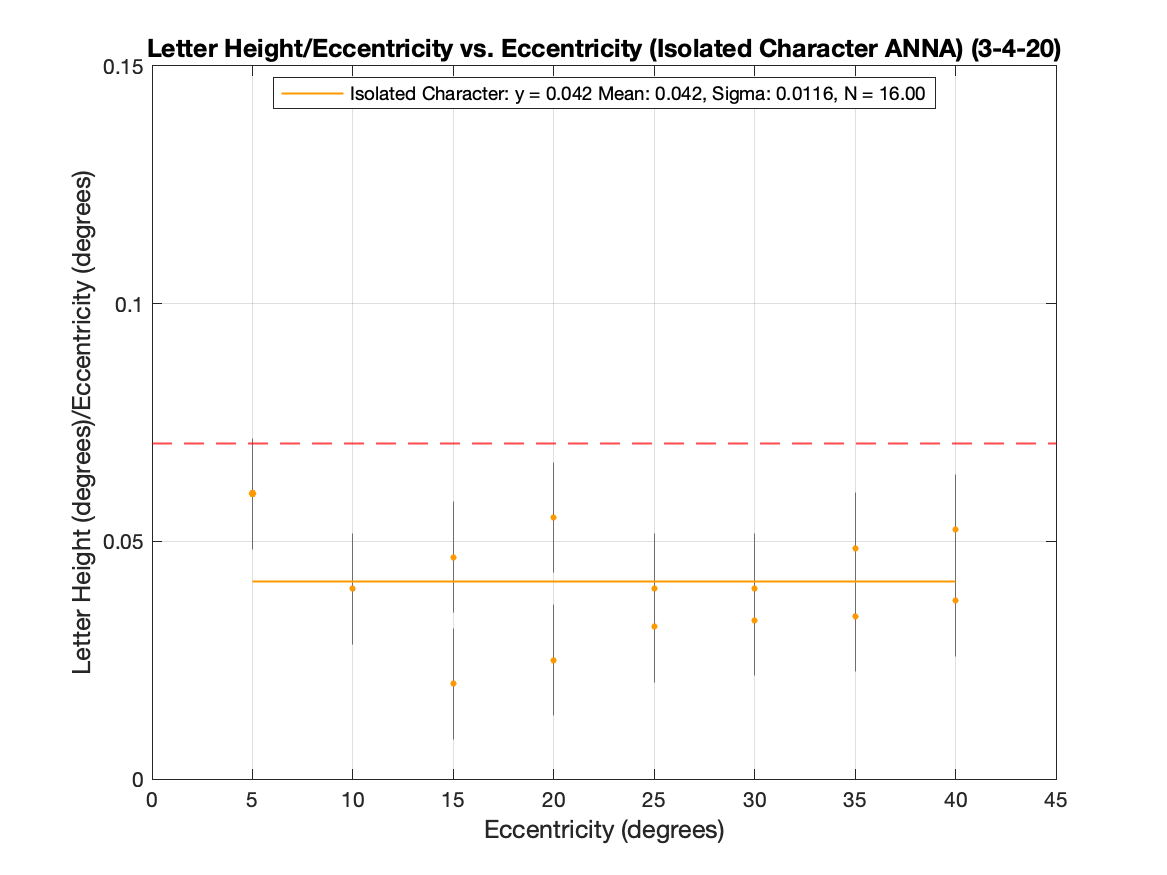 Letter Height/Eccentricity vs. Eccentricity (Isolated Character ANNA) (3-4-20)
Isolated Character: y = 0.042 Mean: 0.042, Sigma: 0.0116, N = 16.00
Letter Height (degrees)/Eccentricity (degrees)
0.15
0.1
0.05
0
0 5 10 15 20 25 30 35 40 45
Eccentricity (degrees)